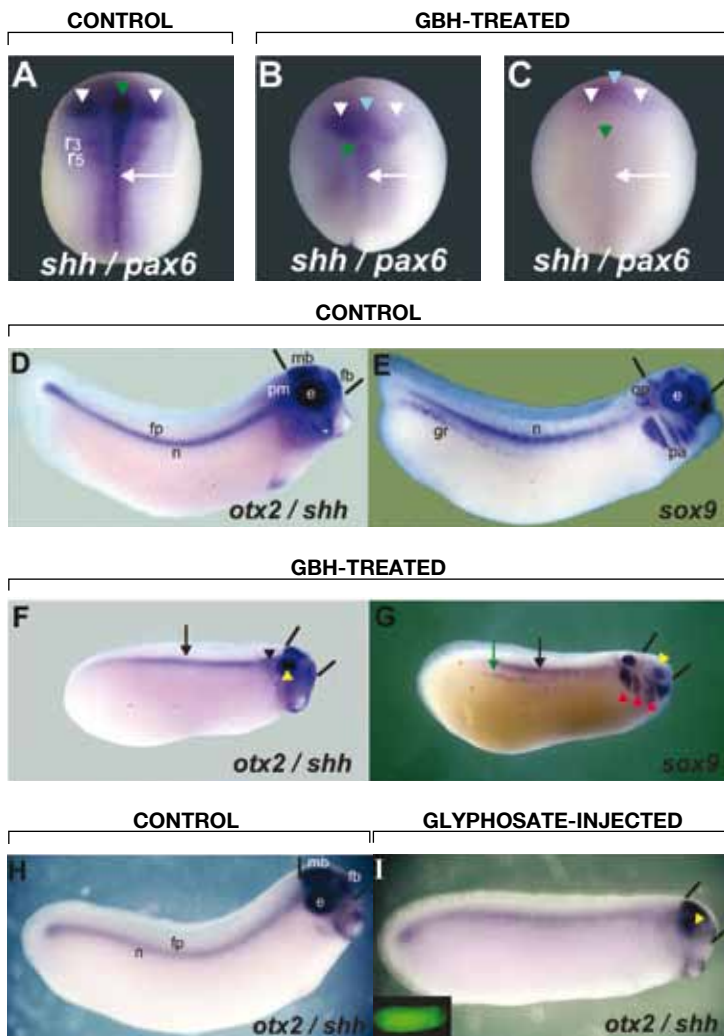 CONTROL
GBH-TREATED
A
r3
r5
shh / pax6
B
shh / pax6
C
shh / pax6
CONTROL
D
mb
fb
pm
e
fp
n
otx2 / shh
E
op
e
n
gr
pa
sox9
GBH-TREATED
F
otx2 / shh
G
sox9
CONTROL
GLYPHOSATE-INJECTED
H
mb
fb
e
fp
n
otx2 / shh
I
otx2 / shh